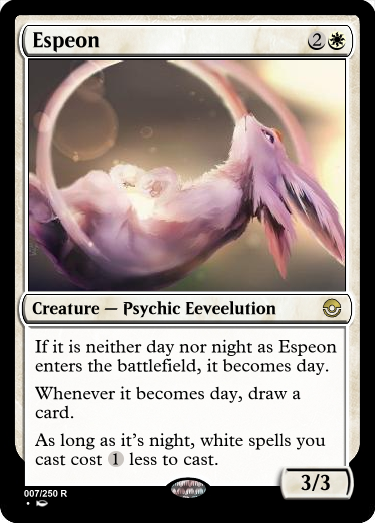 Espeon 2
Creature — Psychic Eeveelution
If it is neither day nor night as Espeon
enters the battlefield, it becomes day.
Whenever it becomes day, draw a
card.
As long as it's night, white spells you
cast cost 1 less to cast.
3/3
007/250 R